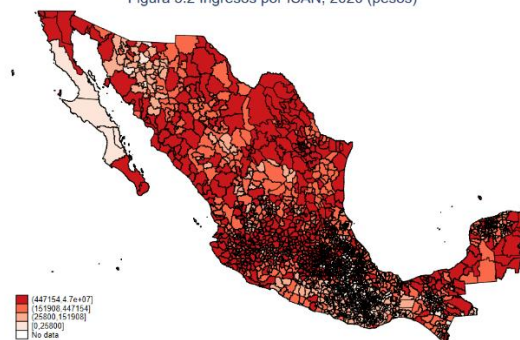 Figura 3.2 Ingresos por ISAN, 2020 (pesos)
(447154,4.7e+07]
(151908,447154]
(25800,151908]
[0,25800]
No data